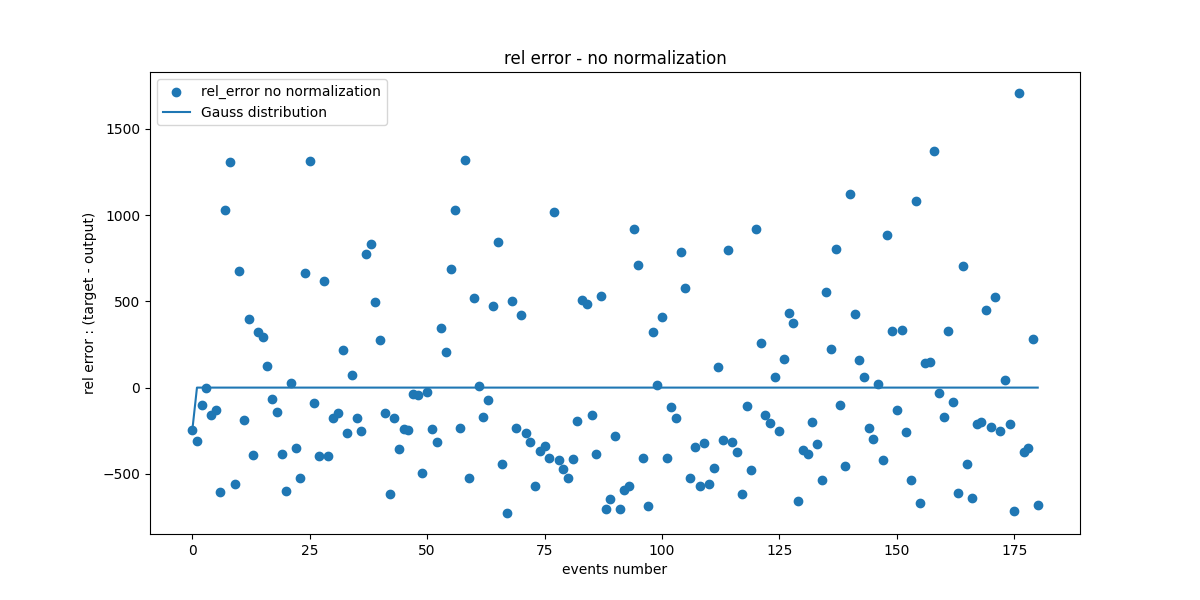 rel error - no normalization
rel_error no normalization
Gauss distribution
rel error : (target - output)
1500
1000
500
0
−500
0 25 50 75 100 125 150 175
events number